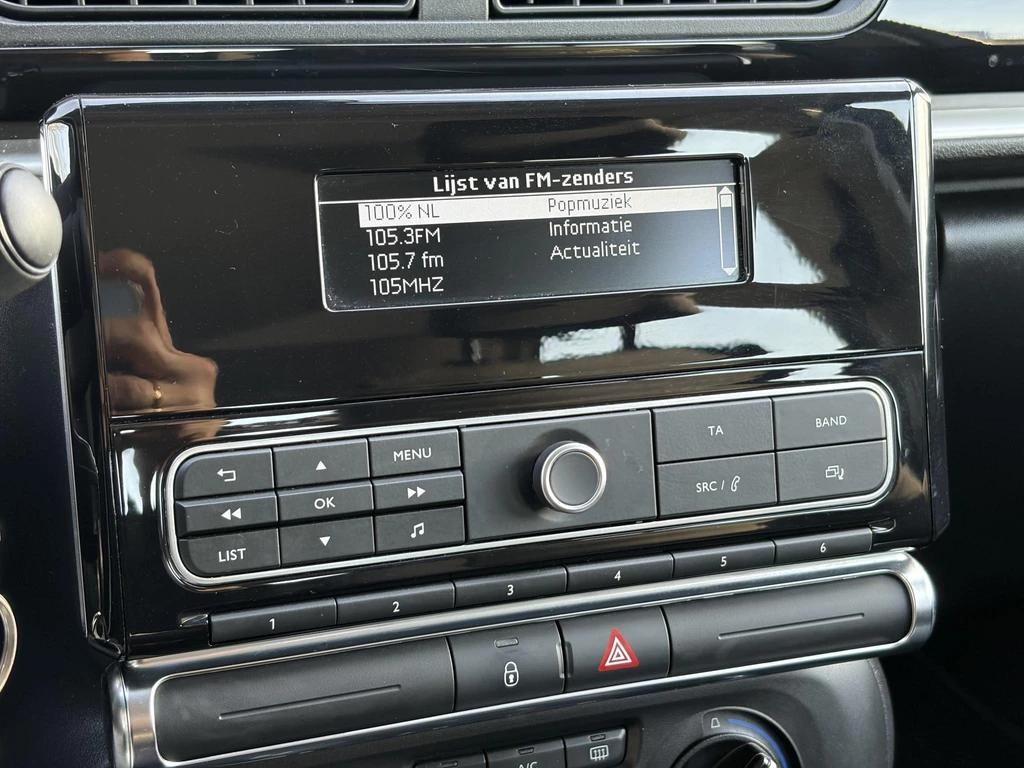 Lijst van FM-zenders
100% NL Popmuziek
105.3FM Informatie
105.7 fm Actualiteit
105MHZ
MENU
TA BAND
OK
SRC /
LIST
1 2 3 4 5 6
A/C